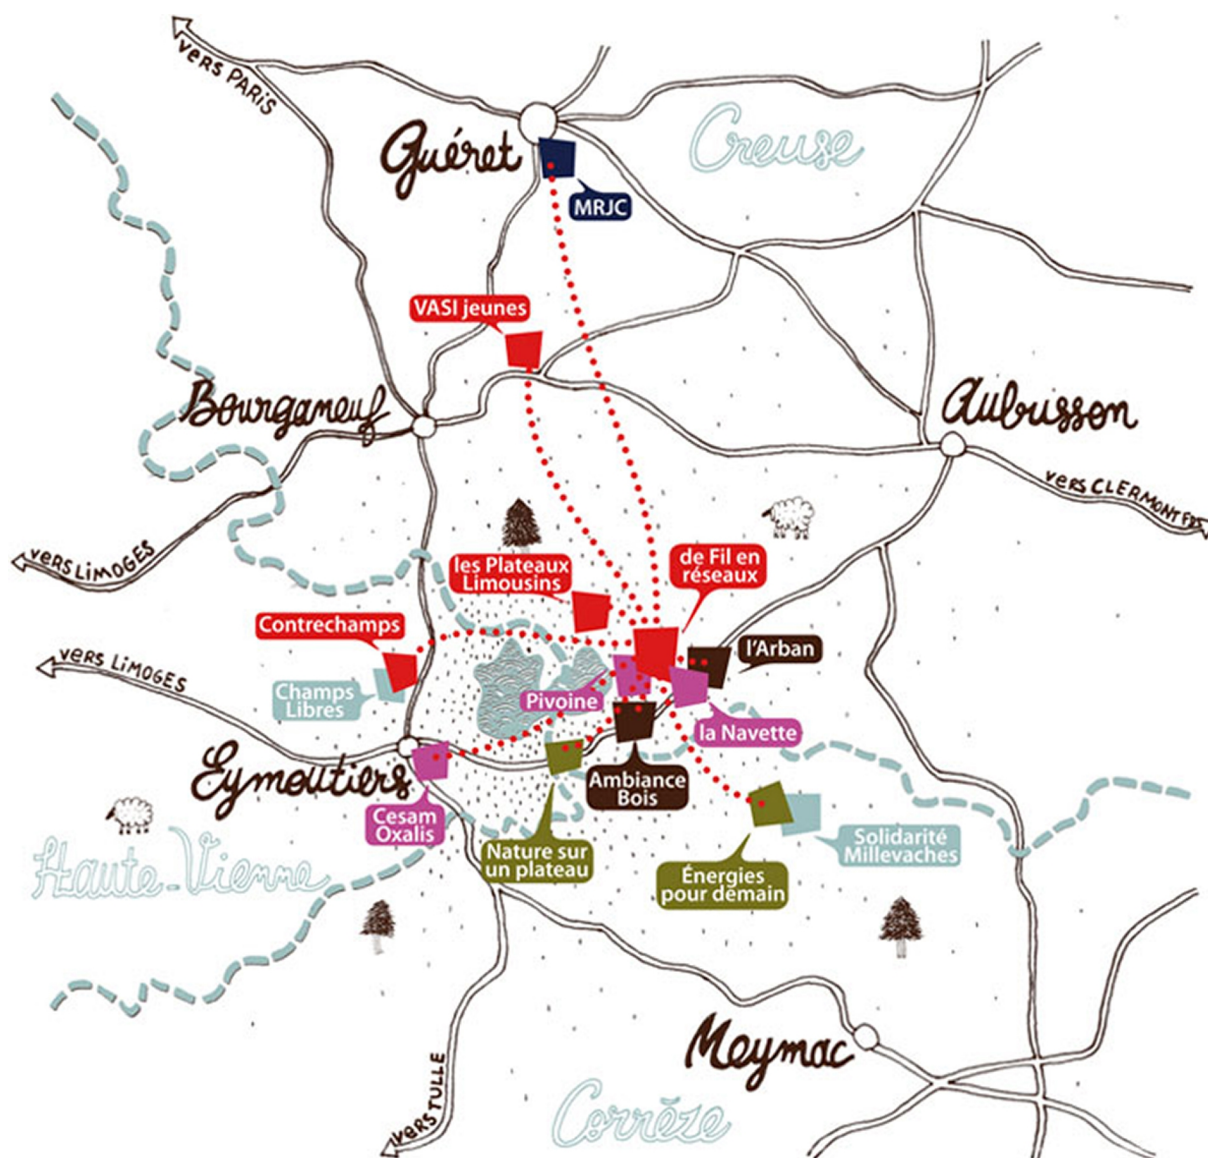 vers PARIS
Guéret
Creuse
MRJC
VASI jeunes
Bourganeuf
Aubusson
vers CLERMONT FD
vers LIMOGES
les Plateaux
Limousins
de Fil en
réseaux
Contrechamps
l'Arban
vers LIMOGES
Champs
Libres
Pivoine
la Navette
Eymoutiers
Ambiance
Bois
Cesam
Oxalis
Nature sur
un plateau
Solidarité
Millevaches
Énergies
pour demain
Haute-Vienne
Meymac
vers TULLE
Corrèze